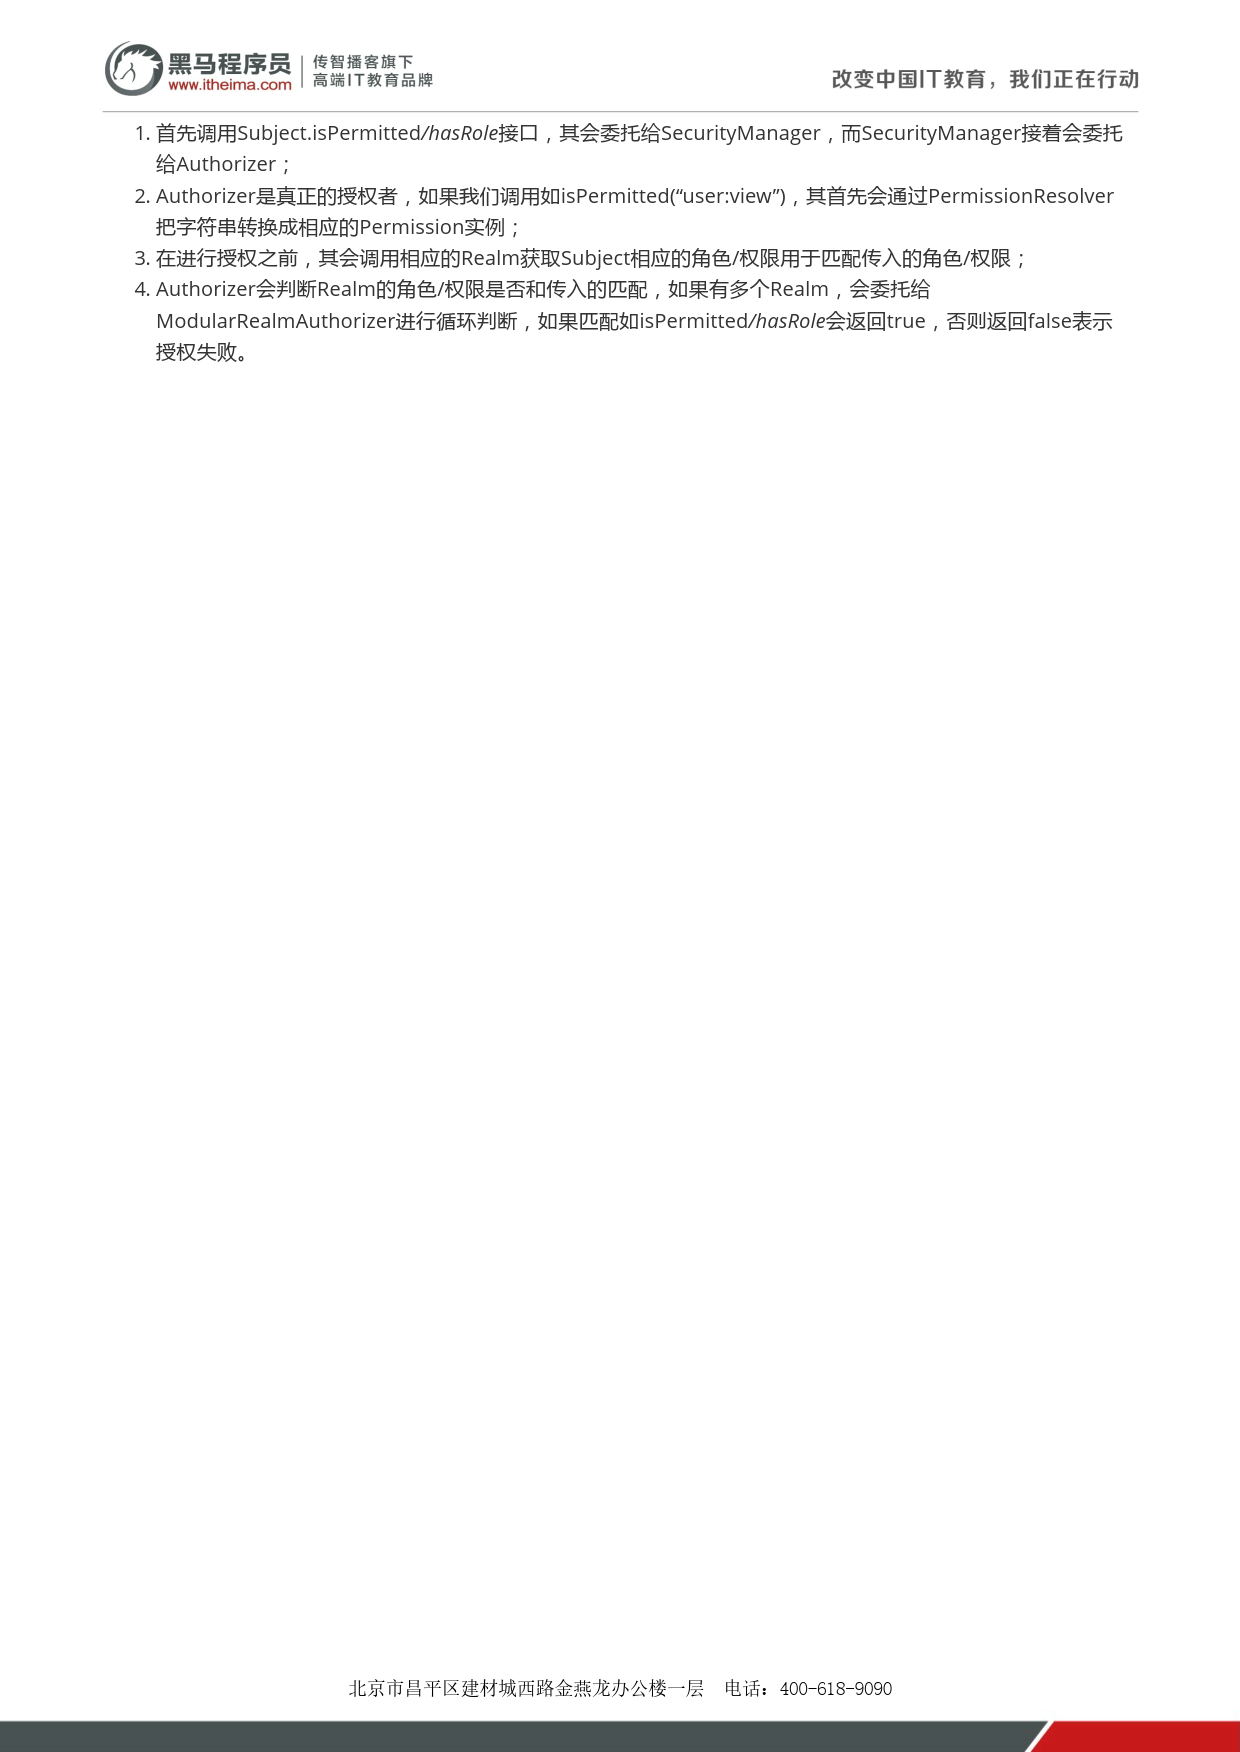 黑马程序员
www.itheima.com
传智播客旗下
高端IT教育品牌
改变中国IT教育，我们正在行动
1. 首先调用Subject.isPermitted/hasRole接口，其会委托给SecurityManager，而SecurityManager接着会委托
给Authorizer；
2. Authorizer是真正的授权者，如果我们调用如isPermitted(“user:view”)，其首先会通过PermissionResolver
把字符串转换成相应的Permission实例；
3. 在进行授权之前，其会调用相应的Realm获取Subject相应的角色/权限用于匹配传入的角色/权限；
4. Authorizer会判断Realm的角色/权限是否和传入的匹配，如果有多个Realm，会委托给
ModularRealmAuthorizer进行循环判断，如果匹配如isPermitted/hasRole会返回true，否则返回false表示
授权失败。
北京市昌平区建材城西路金燕龙办公楼一层 电话：400-618-9090